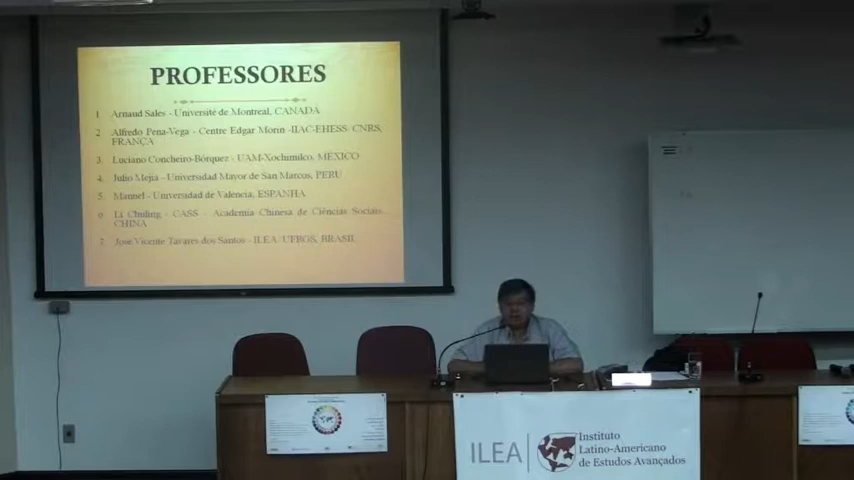 PROFESSORES
1 Arnaud Sales - Université de Montreal, CANADA
2 Alfredo Pena-Vega - Centre Edgar Morin -IIAC-EHESS CNRS,
FRANÇA
3. Luciano Concheiro-Bórquez - UAM-Xochimilco, MÉXICO
4. Julio Mejía - Universidad Mayor de San Marcos, PERU
5. Manuel - Universidad de Valencia, ESPANHA
6. Li Chunling - CASS - Academia Chinesa de Ciências Sociais,
CHINA
7. José Vicente Tavares dos Santos - ILEA/UFRGS, BRASIL
ILEA
Instituto
Latino-Americano
de Estudos Avançados